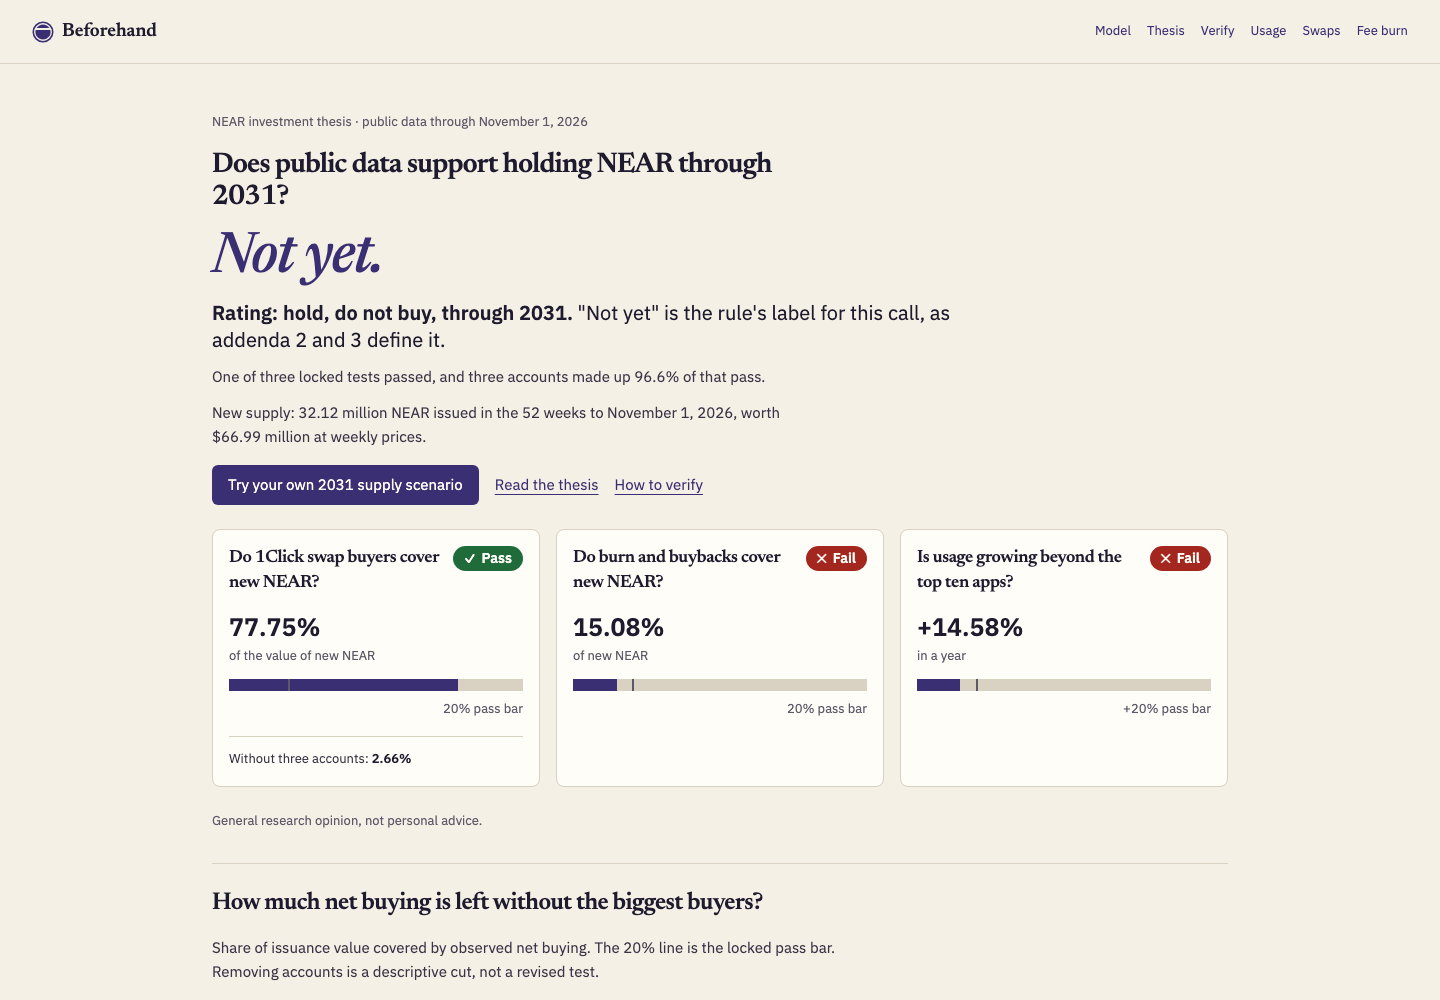 Beforehand
Model Thesis Verify Usage Swaps Fee burn
NEAR investment thesis · public data through November 1, 2026
Does public data support holding NEAR through
2031?
Not yet.
Rating: hold, do not buy, through 2031. "Not yet" is the rule's label for this call, as
addenda 2 and 3 define it.
One of three locked tests passed, and three accounts made up 96.6% of that pass.
New supply: 32.12 million NEAR issued in the 52 weeks to November 1, 2026, worth
$66.99 million at weekly prices.
Try your own 2031 supply scenario Read the thesis How to verify
Do 1Click swap buyers cover
new NEAR?
Pass
77.75%
of the value of new NEAR
20% pass bar
Without three accounts: 2.66%
Do burn and buybacks cover
new NEAR?
Fail
15.08%
of new NEAR
20% pass bar
Is usage growing beyond the
top ten apps?
Fail
+14.58%
in a year
+20% pass bar
General research opinion, not personal advice.
How much net buying is left without the biggest buyers?
Share of issuance value covered by observed net buying. The 20% line is the locked pass bar.
Removing accounts is a descriptive cut, not a revised test.